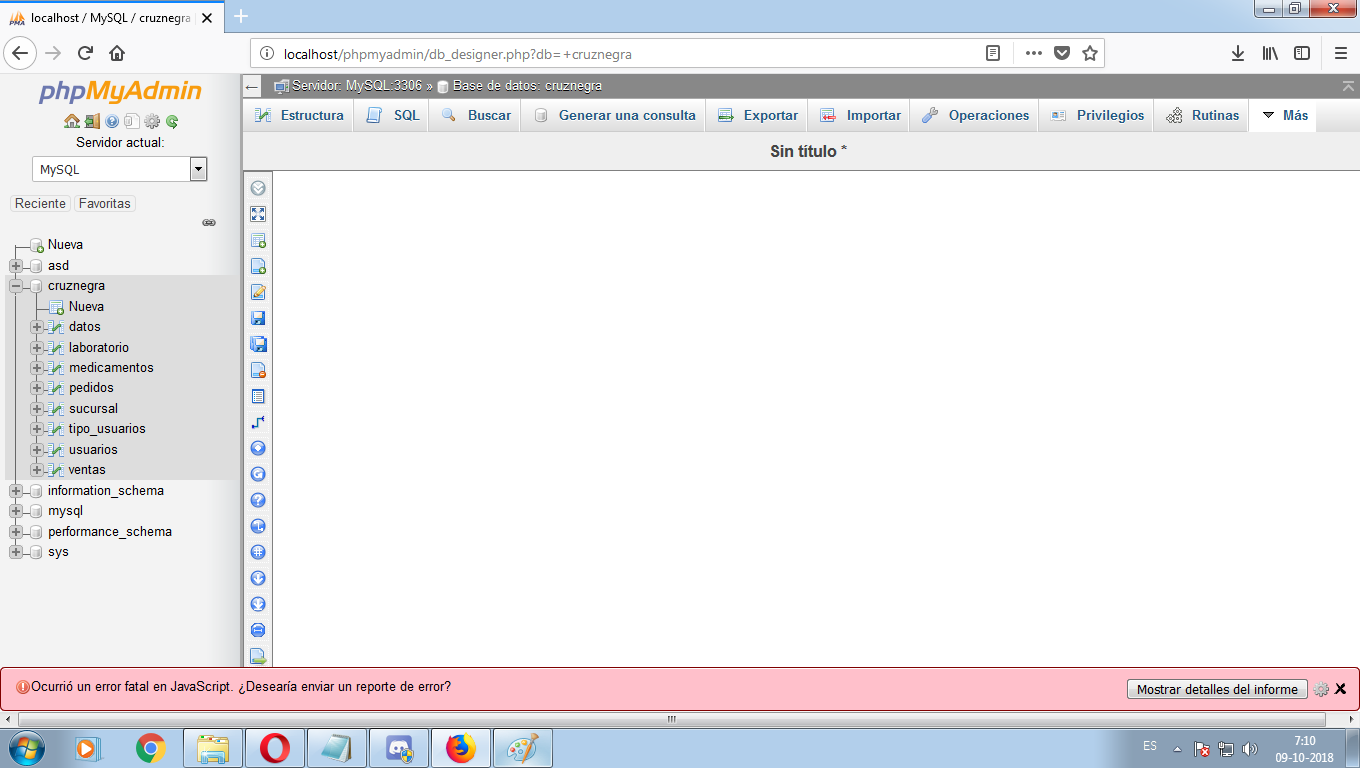 localhost / MySQL / cruznegra
localhost/phpmyadmin/db_designer.php?db=+cruznegra
phpMyAdmin
Servidor actual:
MySQL
Reciente
Favoritas
Nueva
asd
cruznegra
Nueva
datos
laboratorio
medicamentos
pedidos
sucursal
tipo_usuarios
usuarios
ventas
information_schema
mysql
performance_schema
sys
Servidor: MySQL:3306 » Base de datos: cruznegra
Estructura SQL Buscar Generar una consulta Exportar Importar Operaciones Privilegios Rutinas Más
Sin título *
Ocurrió un error fatal en JavaScript. ¿Desearía enviar un reporte de error?
Mostrar detalles del informe
ES
7:10
09-10-2018